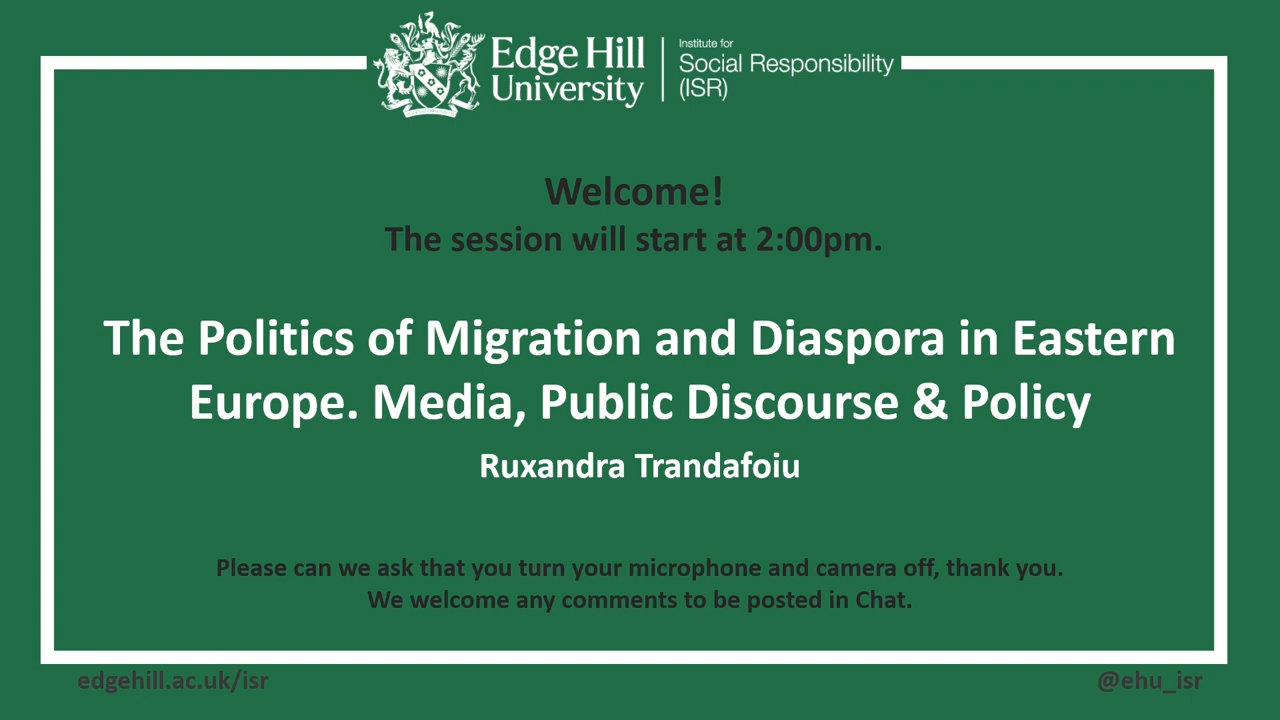 Edge Hill
University
Institute for
Social Responsibility
(ISR)
Welcome!
The session will start at 2:00pm.
The Politics of Migration and Diaspora in Eastern
Europe. Media, Public Discourse & Policy
Ruxandra Trandafoiu
Please can we ask that you turn your microphone and camera off, thank you.
We welcome any comments to be posted in Chat.
edgehill.ac.uk/isr
@ehu_isr